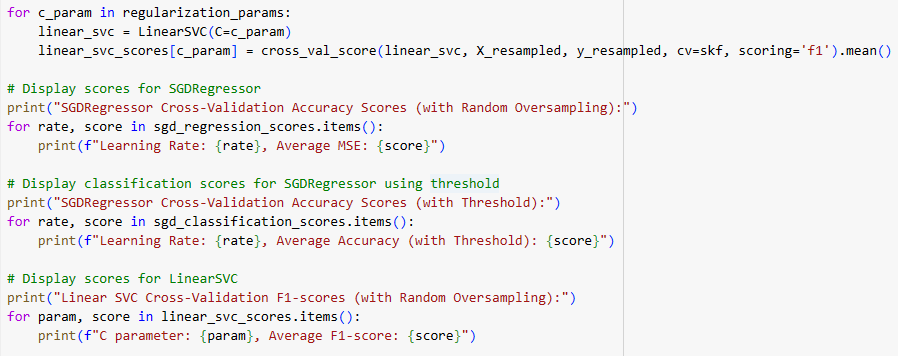 for c_param in regularization_params:
    linear_svc = LinearSVC(C=c_param)
    linear_svc_scores[c_param] = cross_val_score(linear_svc, X_resampled, y_resampled, cv=skf, scoring='f1').mean()
# Display scores for SGDRegressor
print("SGDRegressor Cross-Validation Accuracy Scores (with Random Oversampling):")
for rate, score in sgd_regression_scores.items():
    print(f"Learning Rate: {rate}, Average MSE: {score}")
# Display classification scores for SGDRegressor using threshold
print("SGDRegressor Cross-Validation Accuracy Scores (with Threshold):")
for rate, score in sgd_classification_scores.items():
    print(f"Learning Rate: {rate}, Average Accuracy (with Threshold): {score}")
# Display scores for LinearSVC
print("Linear SVC Cross-Validation F1-scores (with Random Oversampling):")
for param, score in linear_svc_scores.items():
    print(f"C parameter: {param}, Average F1-score: {score}")